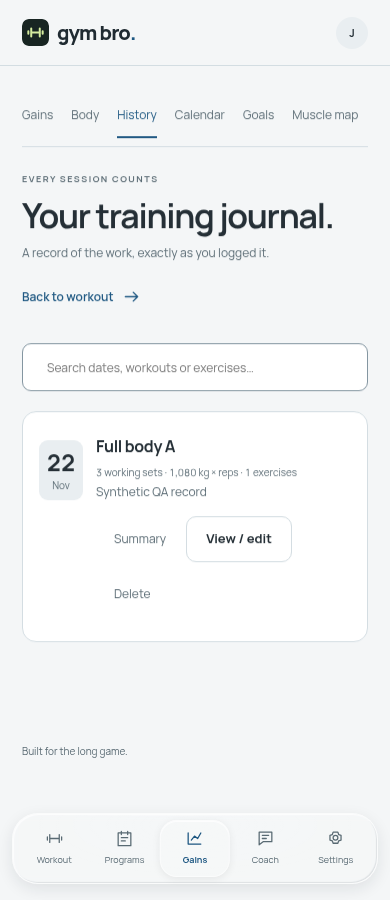 gym bro.
J
Gains Body History Calendar Goals Muscle map
EVERY SESSION COUNTS
Your training journal.
A record of the work, exactly as you logged it.
Back to workout →
Search dates, workouts or exercises...
22
Nov
Full body A
3 working sets · 1,080 kg × reps · 1 exercises
Synthetic QA record
Summary View / edit
Delete
Built for the long game.
Workout Programs Gains Coach Settings